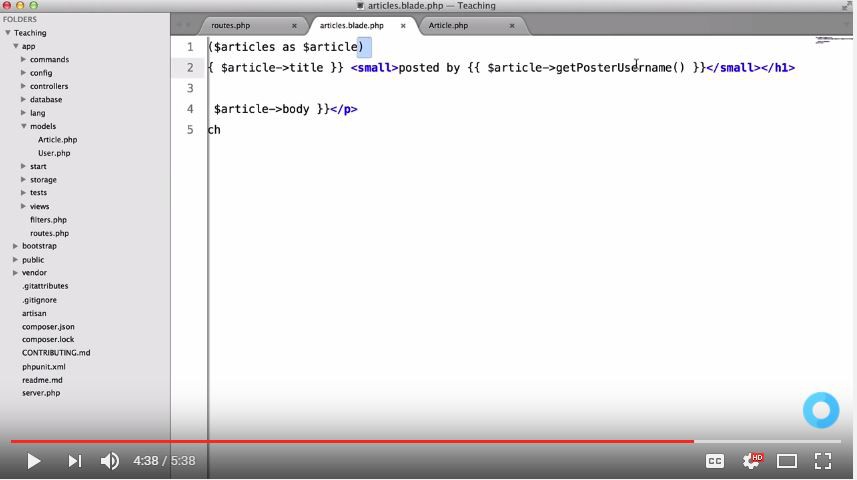 articles.blade.php — Teaching
FOLDERS
Teaching
app
commands
config
controllers
database
lang
models
Article.php
User.php
start
storage
tests
views
filters.php
routes.php
bootstrap
public
vendor
.gitattributes
.gitignore
artisan
composer.json
composer.lock
CONTRIBUTING.md
phpunit.xml
readme.md
server.php
routes.php × articles.blade.php × Article.php ×
1 ($articles as $article)
2 { $article->title }} <small>posted by {{ $article->getPosterUsername() }}</small></h1>
3
4 $article->body }}</p>
5 ch
4:38 / 5:38
CC HD